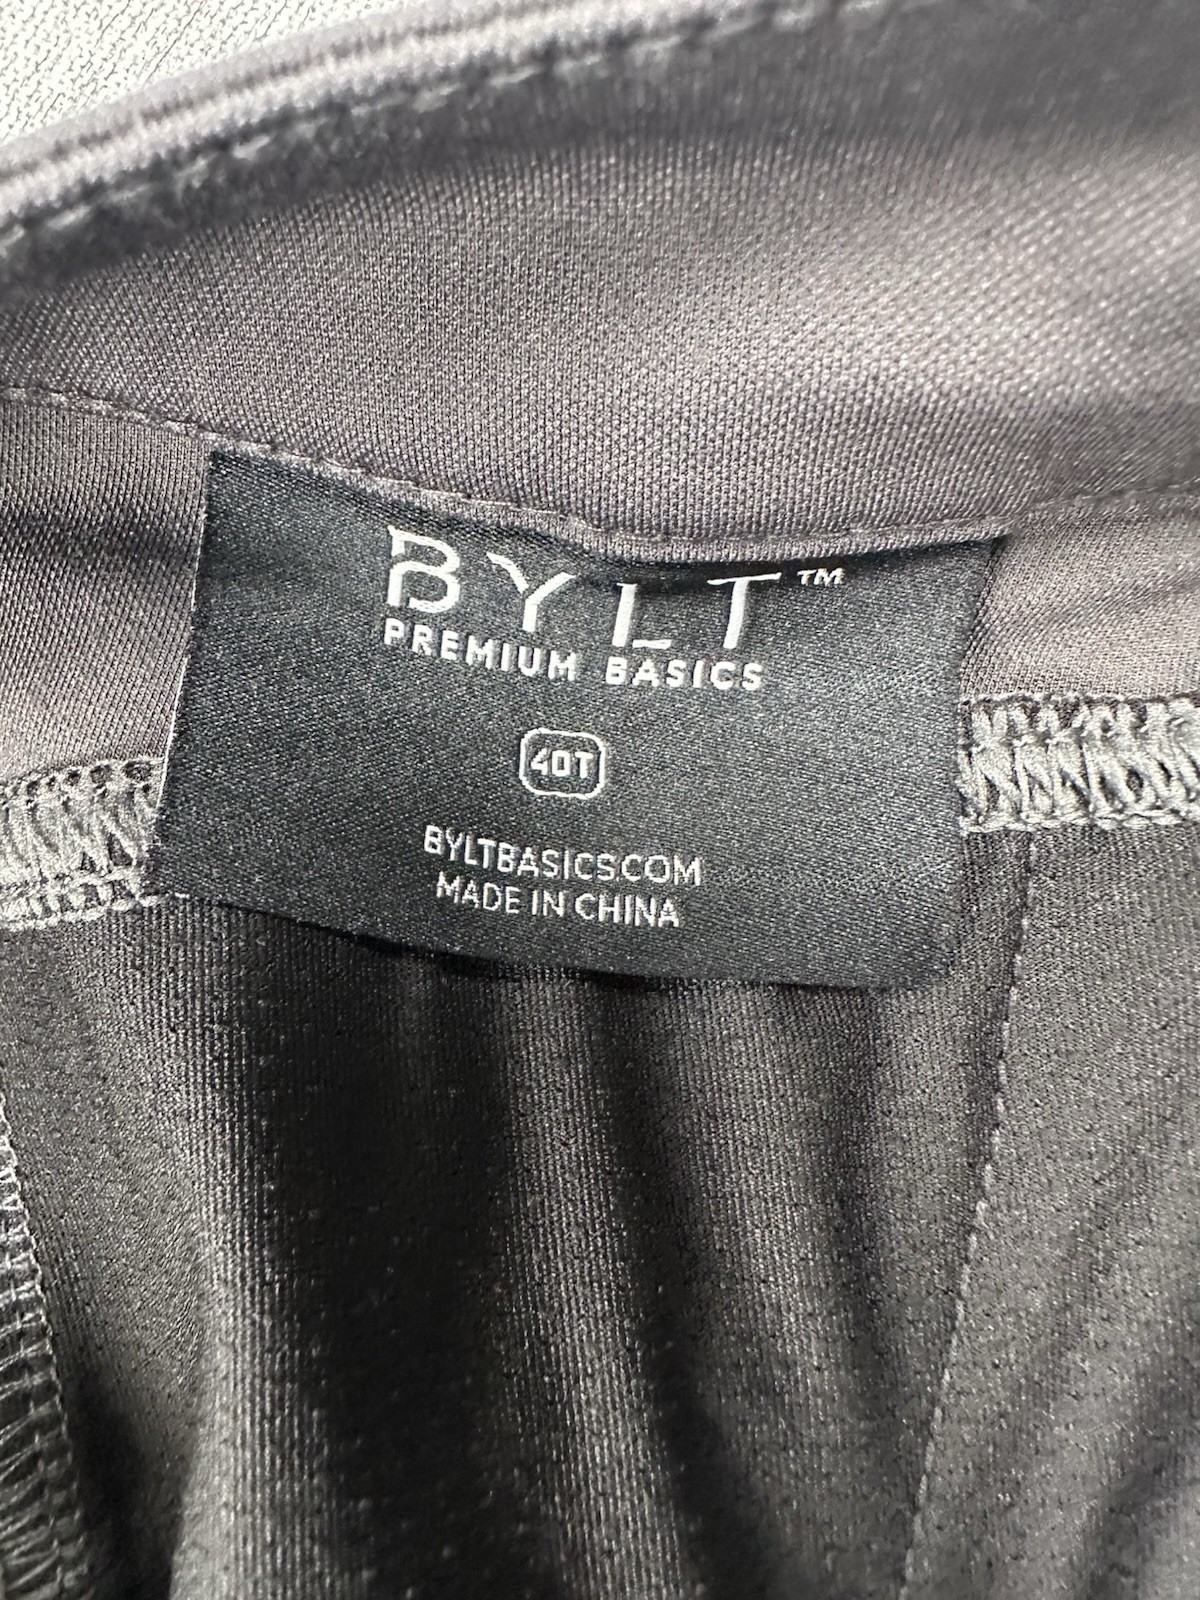 BYLT™
PREMIUM BASICS
40T
BYLTBASICS.COM
MADE IN CHINA